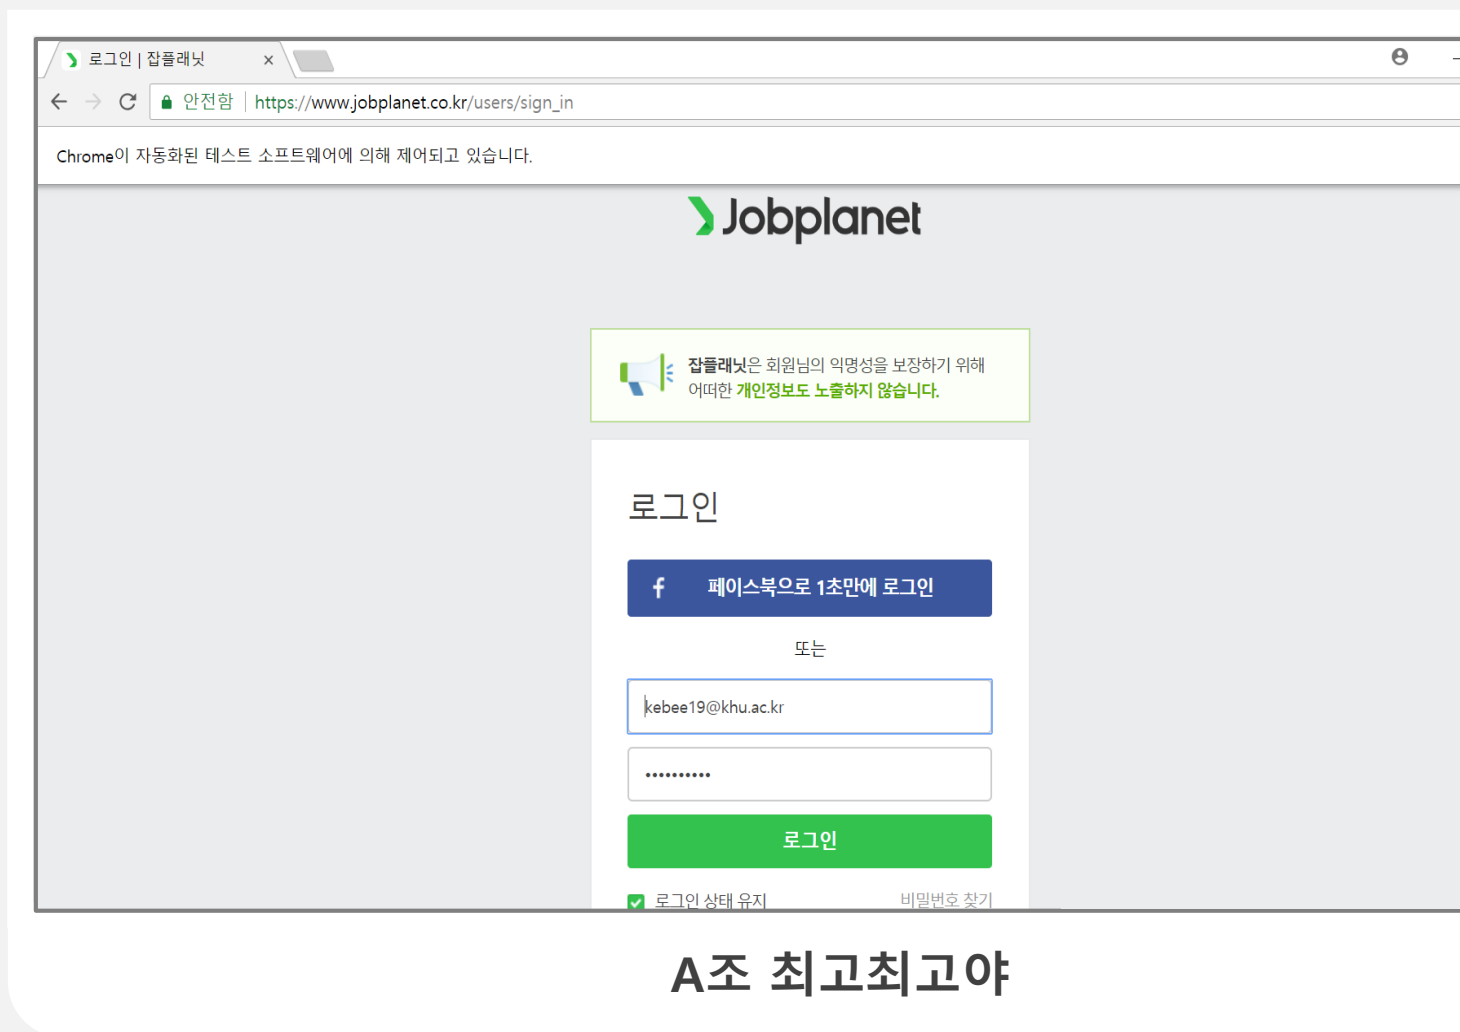 로그인 | 잡플래닛
안전함 | https://www.jobplanet.co.kr/users/sign_in
Chrome이 자동화된 테스트 소프트웨어에 의해 제어되고 있습니다.
Jobplanet
잡플래닛은 회원님의 익명성을 보장하기 위해
어떠한 개인정보도 노출하지 않습니다.
로그인
f 페이스북으로 1초만에 로그인
또는
kebee19@khu.ac.kr
••••••••••
로그인
로그인 상태 유지 비밀번호 찾기
A조 최고최고야